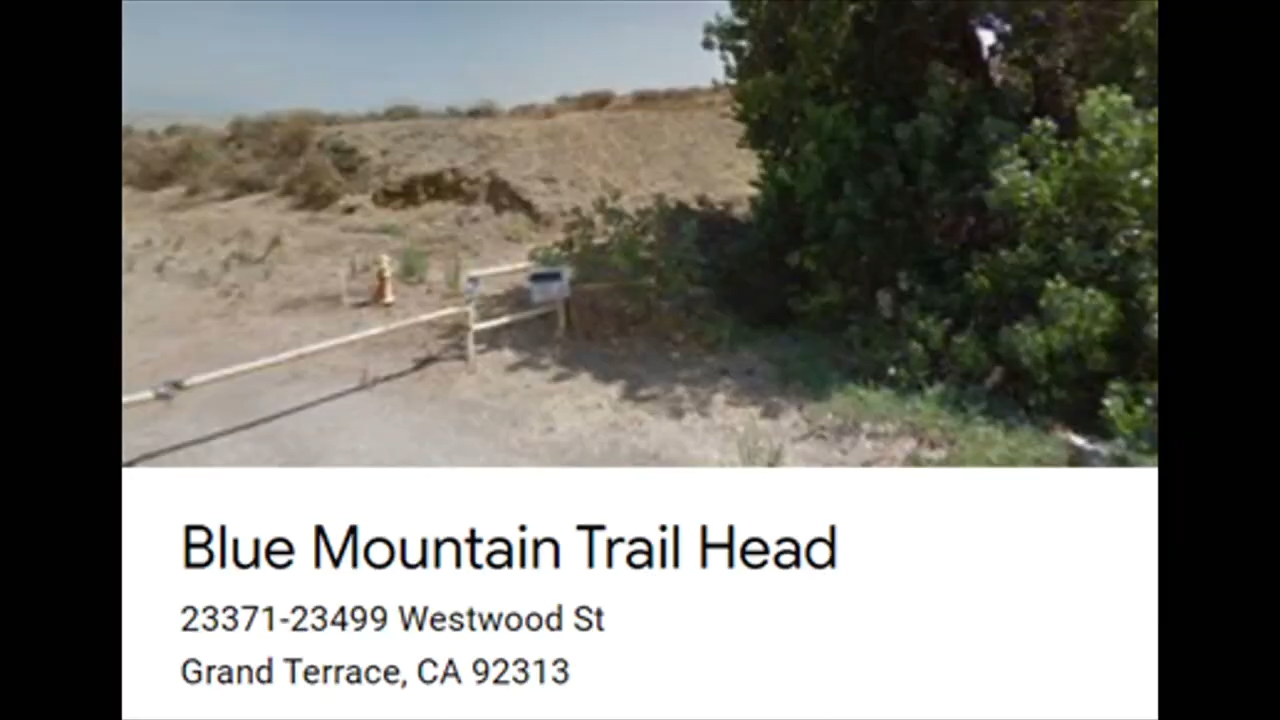 Blue Mountain Trail Head
23371-23499 Westwood St
Grand Terrace, CA 92313